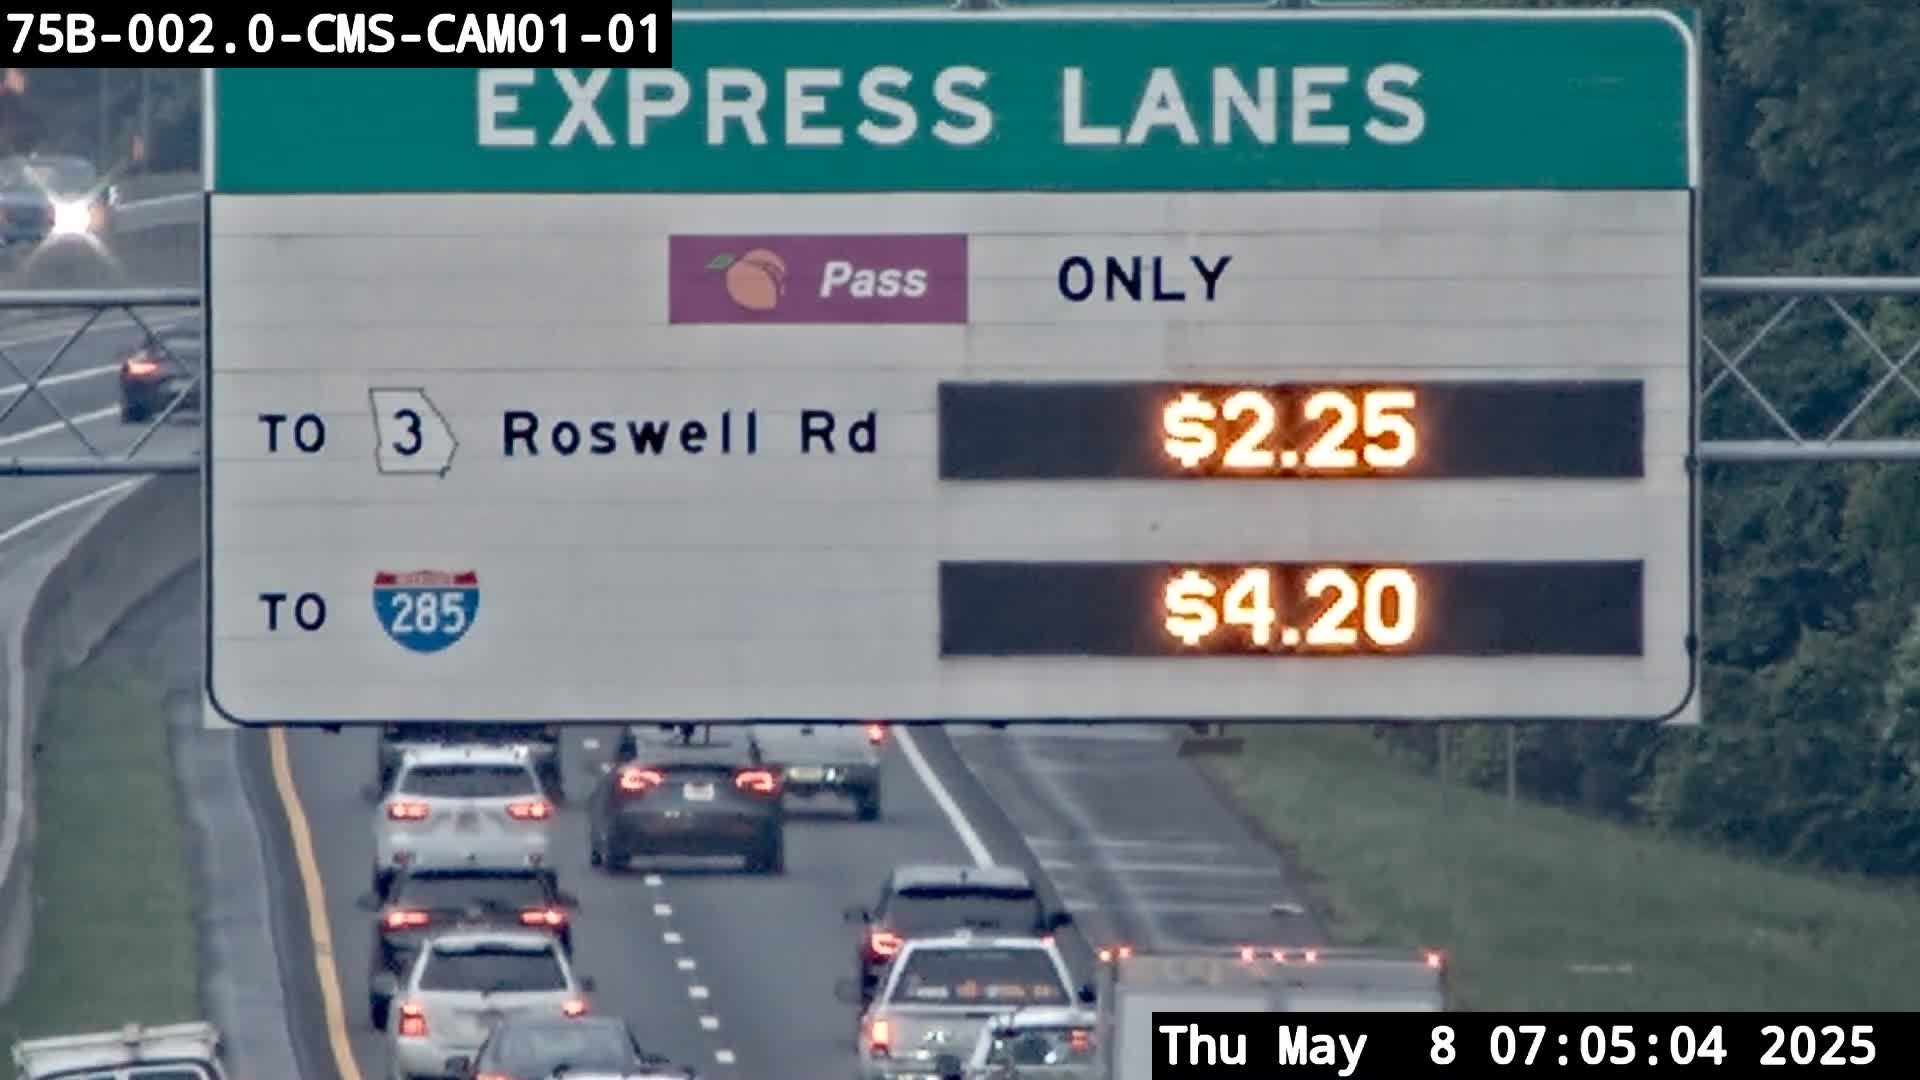 75B-002.0-CMS-CAM01-01
EXPRESS LANES
Pass ONLY
TO 3 Roswell Rd $2.25
TO 285 $4.20
Thu May 8 07:05:04 2025